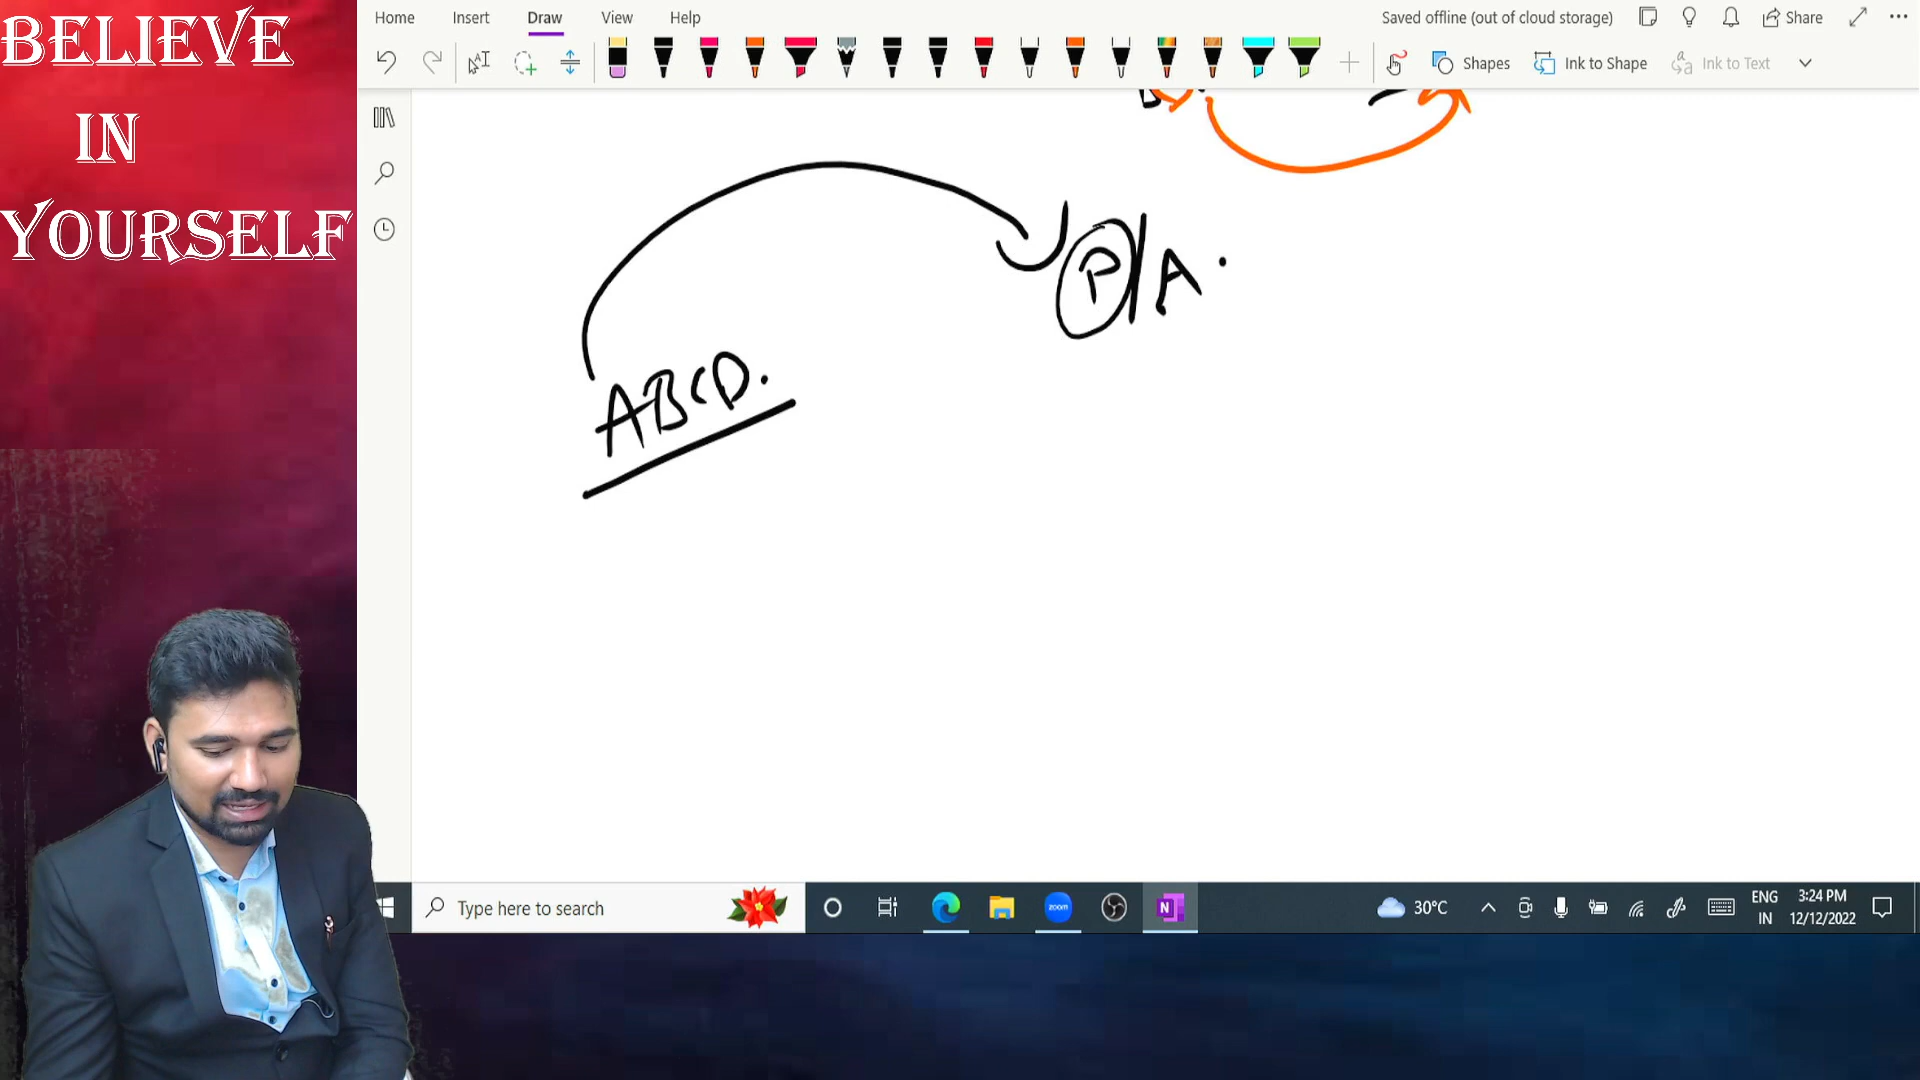 BELIEVE
IN
YOURSELF
Home Insert Draw View Help
Saved offline (out of cloud storage) Share
Shapes Ink to Shape Ink to Text
P/A.
ABCD.
Type here to search
zoom
N
30°C
ENG
IN
3:24 PM
12/12/2022